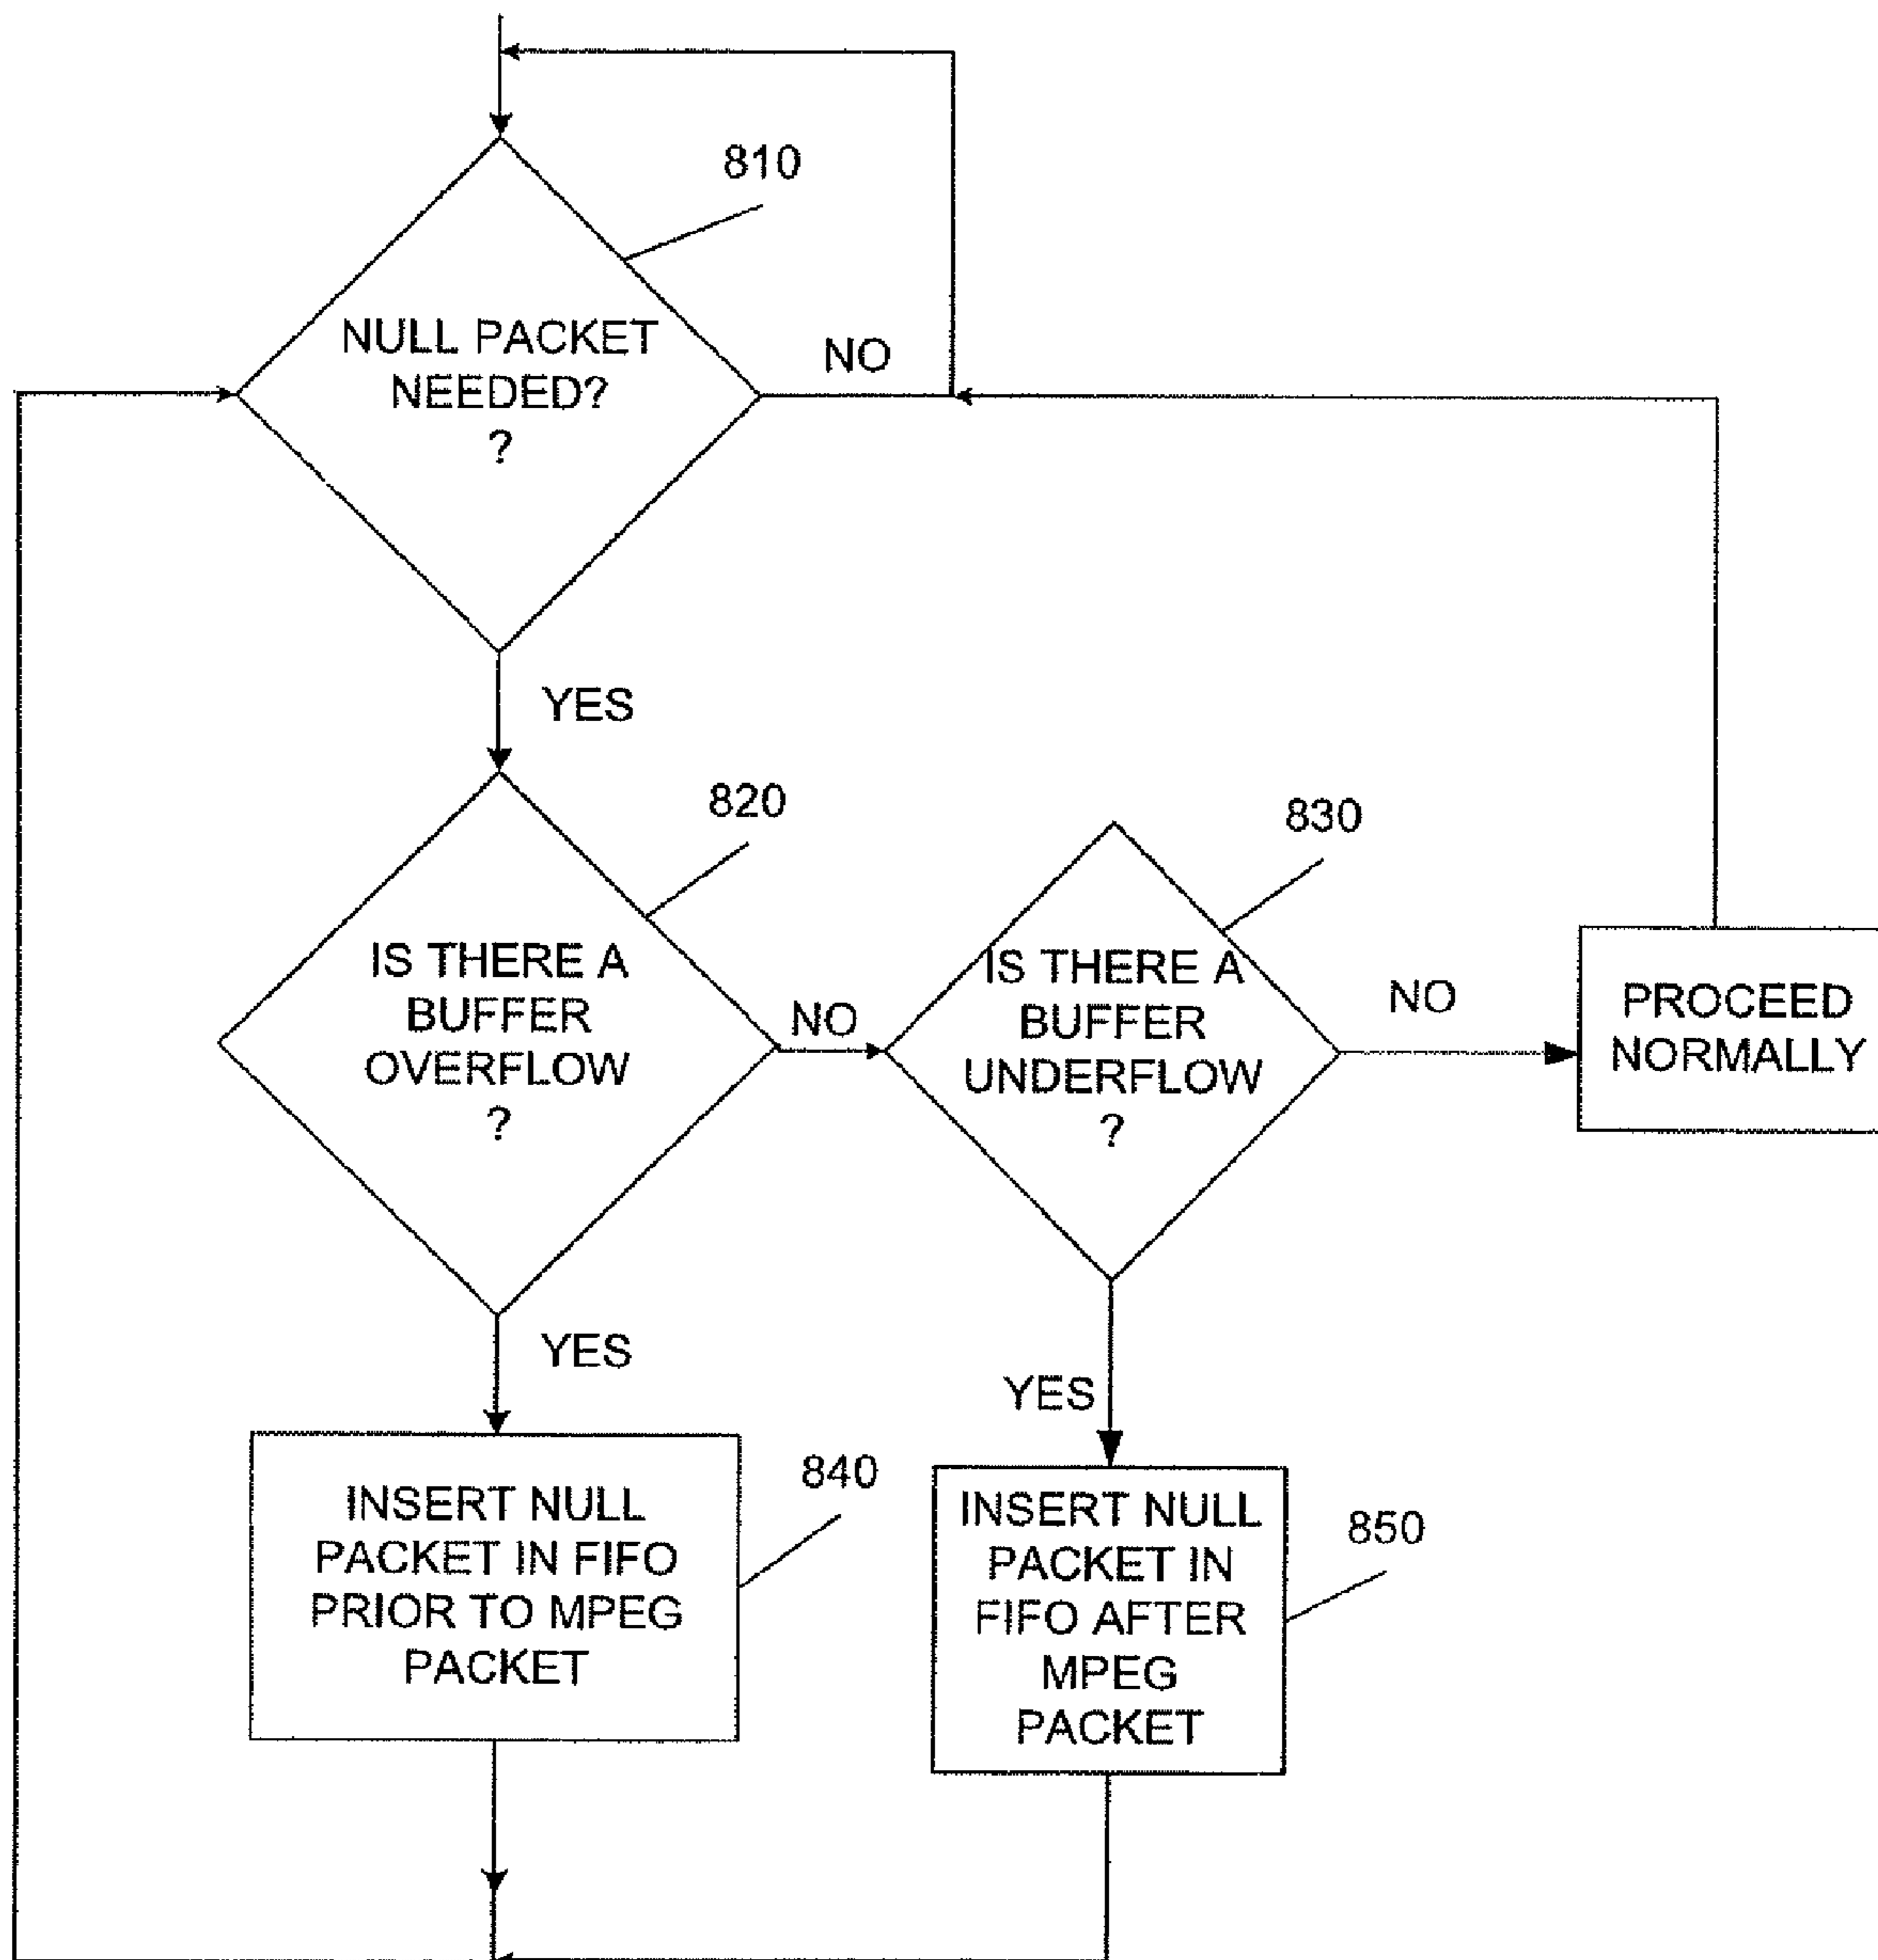 810
NULL PACKET
NEEDED?
?
NO
YES
820
IS THERE A
BUFFER
OVERFLOW
?
NO
830
IS THERE A
BUFFER
UNDERFLOW
?
NO
PROCEED
NORMALLY
YES
INSERT NULL
PACKET IN FIFO
PRIOR TO MPEG
PACKET
840
YES
INSERT NULL
PACKET IN
FIFO AFTER
MPEG
PACKET
850